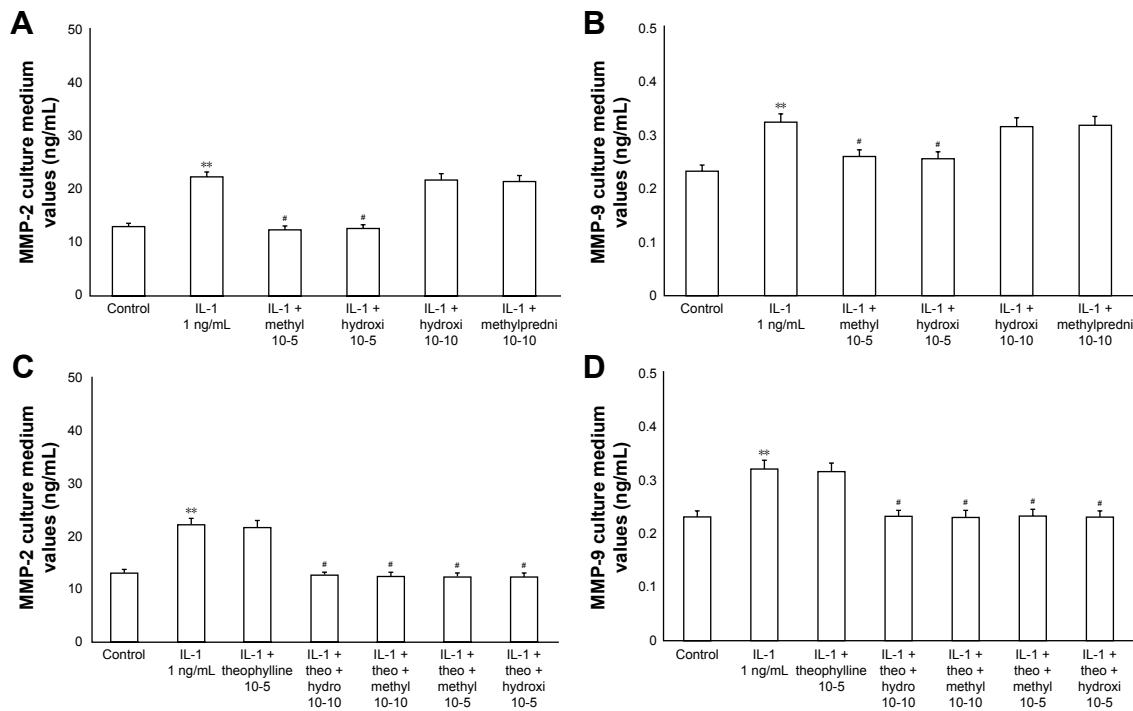 A
MMP-2 culture medium
values (ng/mL)
50
40
30
20
10
0
**
#
#
Control
IL-1
1 ng/mL
IL-1 +
methyl
10-5
IL-1 +
hydroxi
10-5
IL-1 +
hydroxi
10-10
IL-1 +
methylpredni
10-10
B
MMP-9 culture medium
values (ng/mL)
0.5
0.4
0.3
0.2
0.1
0
**
#
#
Control
IL-1
1 ng/mL
IL-1 +
methyl
10-5
IL-1 +
hydroxi
10-5
IL-1 +
hydroxi
10-10
IL-1 +
methylpredni
10-10
C
MMP-2 culture medium
values (ng/mL)
50
40
30
20
10
0
**
#
#
#
#
Control
IL-1
1 ng/mL
IL-1 +
theophylline
10-5
IL-1 +
theo +
hydro
10-10
IL-1 +
theo +
methyl
10-10
IL-1 +
theo +
methyl
10-5
IL-1 +
theo +
hydroxi
10-5
D
MMP-9 culture medium
values (ng/mL)
0.5
0.4
0.3
0.2
0.1
0
**
#
#
#
#
Control
IL-1
1 ng/mL
IL-1 +
theophylline
10-5
IL-1 +
theo +
hydro
10-10
IL-1 +
theo +
methyl
10-10
IL-1 +
theo +
methyl
10-5
IL-1 +
theo +
hydroxi
10-5